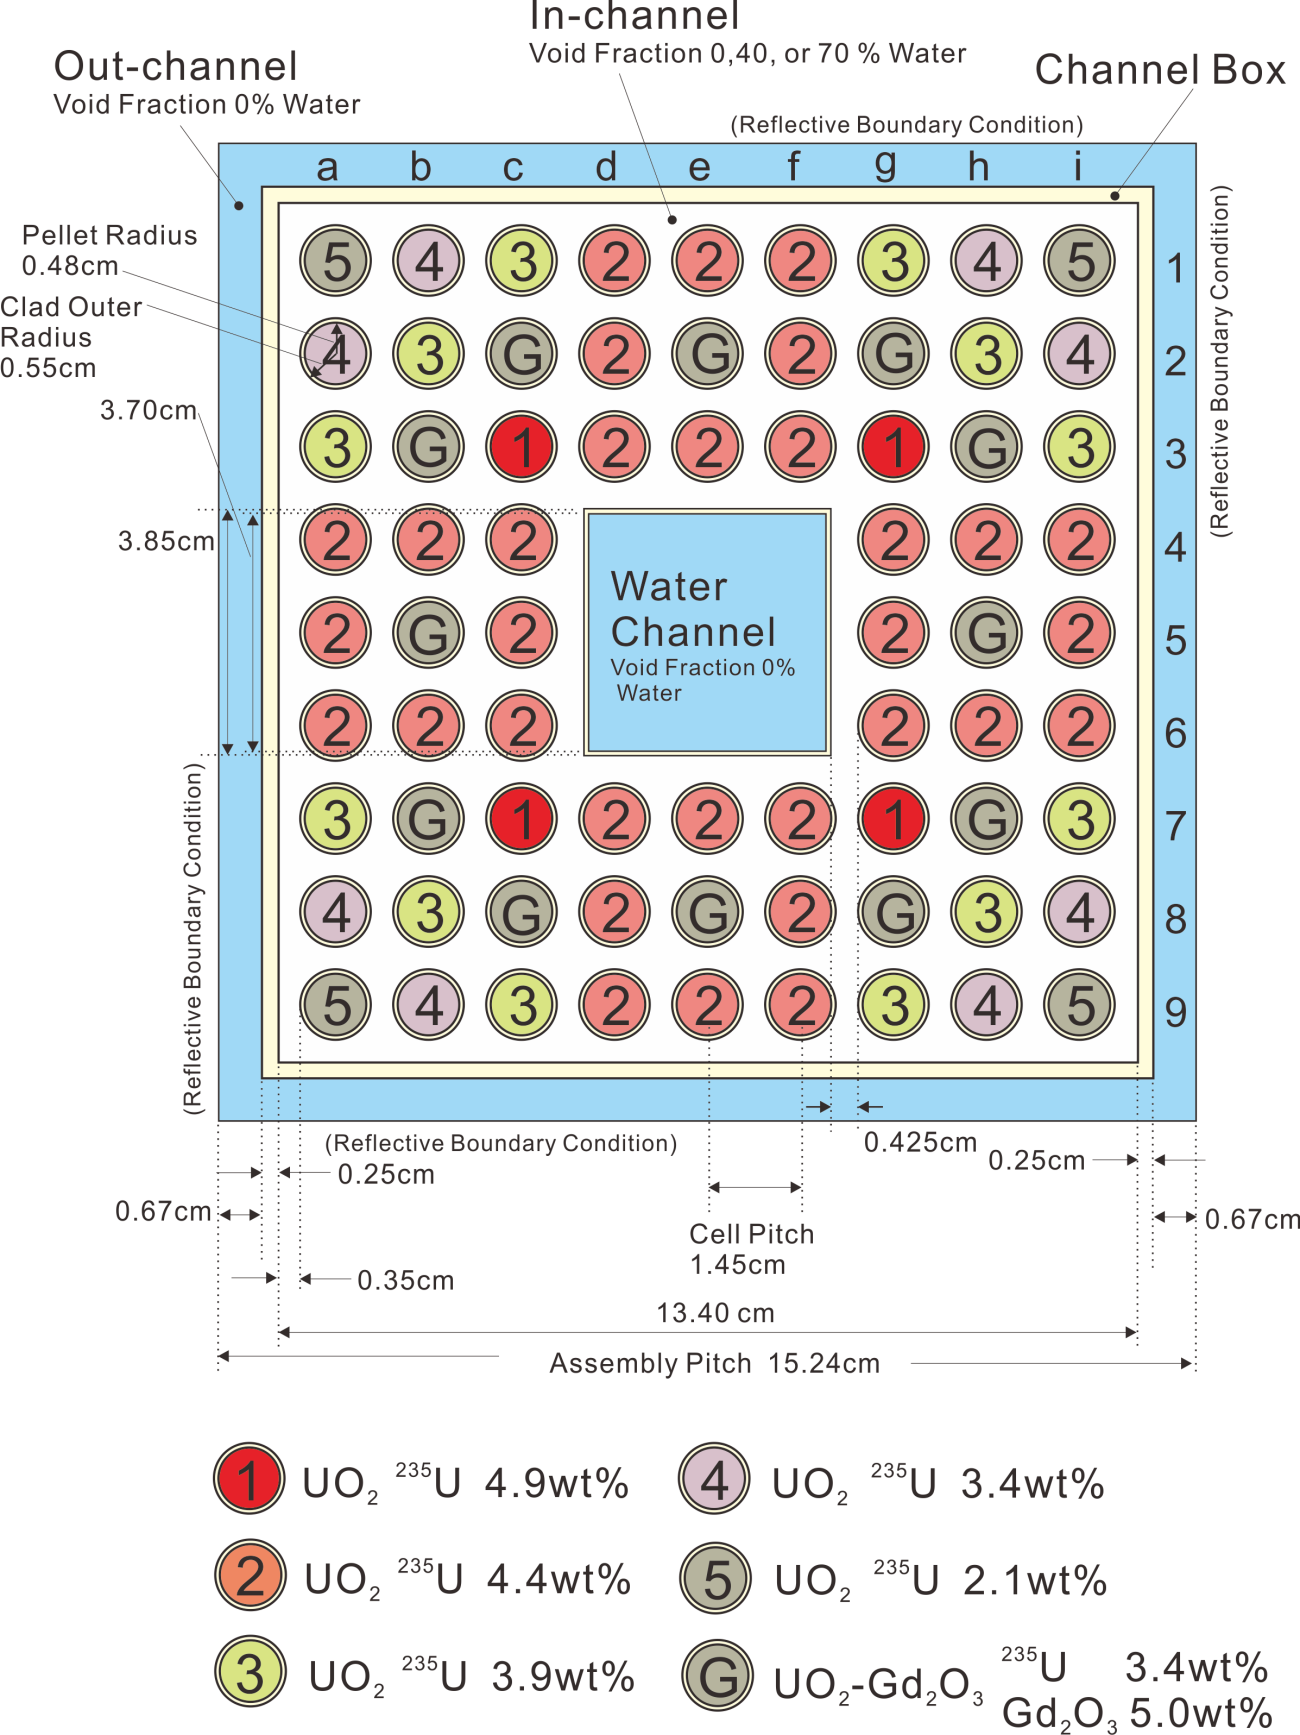 In-channel
Void Fraction 0,40, or 70 % Water
Out-channel
Void Fraction 0% Water
Channel Box
(Reflective Boundary Condition)
a b c d e f g h i
Pellet Radius
0.48cm
Clad Outer
Radius
0.55cm
3.70cm
3.85cm
(Reflective Boundary Condition)
5 4 3 2 2 2 3 4 5 1
4 3 G 2 G 2 G 3 4 2
3 G 1 2 2 2 1 G 3 3
2 2 2 2 2 2 4
2 G 2 2 G 2 5
2 2 2 2 2 2 6
Water
Channel
Void Fraction 0%
Water
3 G 1 2 2 2 1 G 3 7
4 3 G 2 G 2 G 3 4 8
5 4 3 2 2 2 3 4 5 9
(Reflective Boundary Condition)
(Reflective Boundary Condition)
0.425cm
0.25cm
0.25cm
0.67cm
0.67cm
Cell Pitch
1.45cm
0.35cm
13.40 cm
Assembly Pitch 15.24cm
1 UO₂ ²³⁵U 4.9wt%
4 UO₂ ²³⁵U 3.4wt%
2 UO₂ ²³⁵U 4.4wt%
5 UO₂ ²³⁵U 2.1wt%
3 UO₂ ²³⁵U 3.9wt%
G UO₂-Gd₂O₃ ²³⁵U 3.4wt%
Gd₂O₃ 5.0wt%